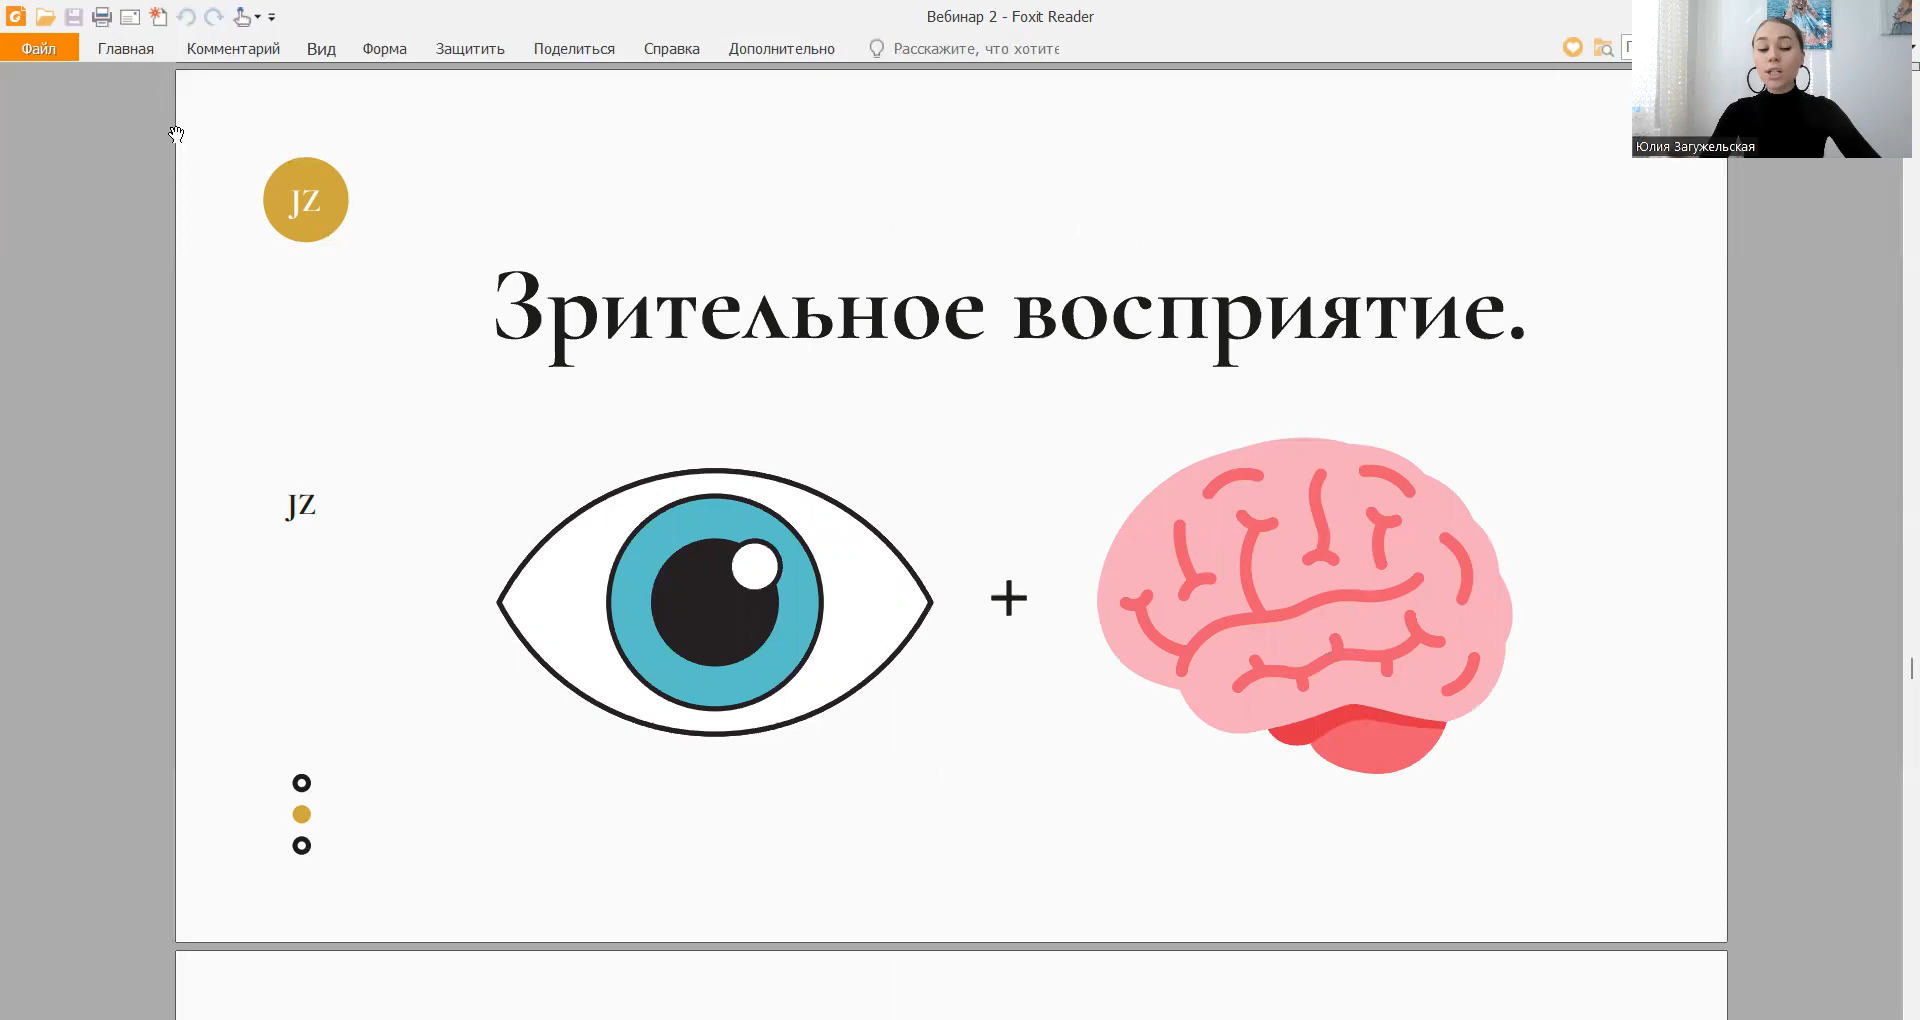 Вебинар 2 - Foxit Reader
Файл
Главная
Комментарий
Вид
Форма
Защитить
Поделиться
Справка
Дополнительно
Расскажите, что хотите
Юлия Загужельская
JZ
Зрительное восприятие.
JZ
+